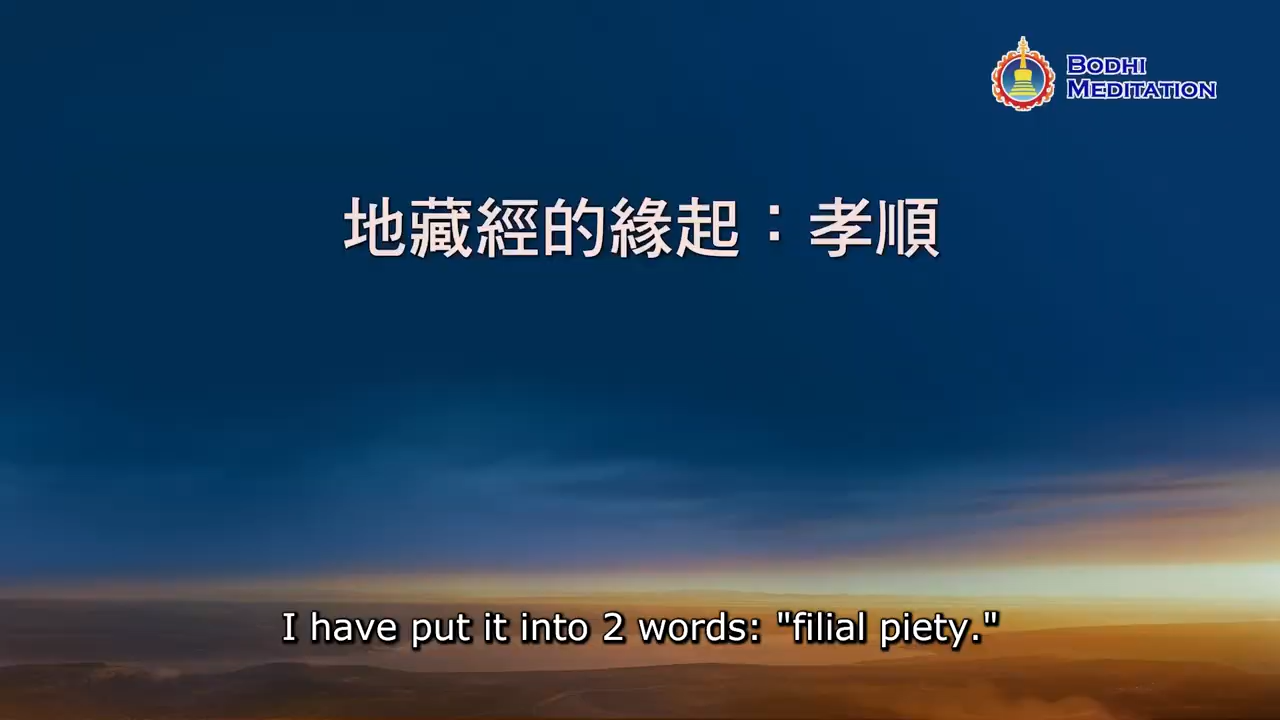 BODHI
MEDITATION
地藏經的緣起：孝順
I have put it into 2 words: "filial piety."